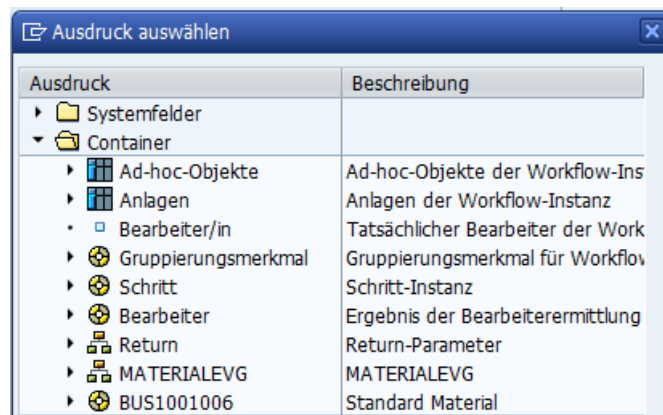 Ausdruck auswählen
Ausdruck Beschreibung
Systemfelder
Container
Ad-hoc-Objekte Ad-hoc-Objekte der Workflow-Ins
Anlagen Anlagen der Workflow-Instanz
Bearbeiter/in Tatsächlicher Bearbeiter der Work
Gruppierungsmerkmal Gruppierungsmerkmal für Workflow
Schritt Schritt-Instanz
Bearbeiter Ergebnis der Bearbeiterermittlung
Return Return-Parameter
MATERIALEVG MATERIALEVG
BUS1001006 Standard Material